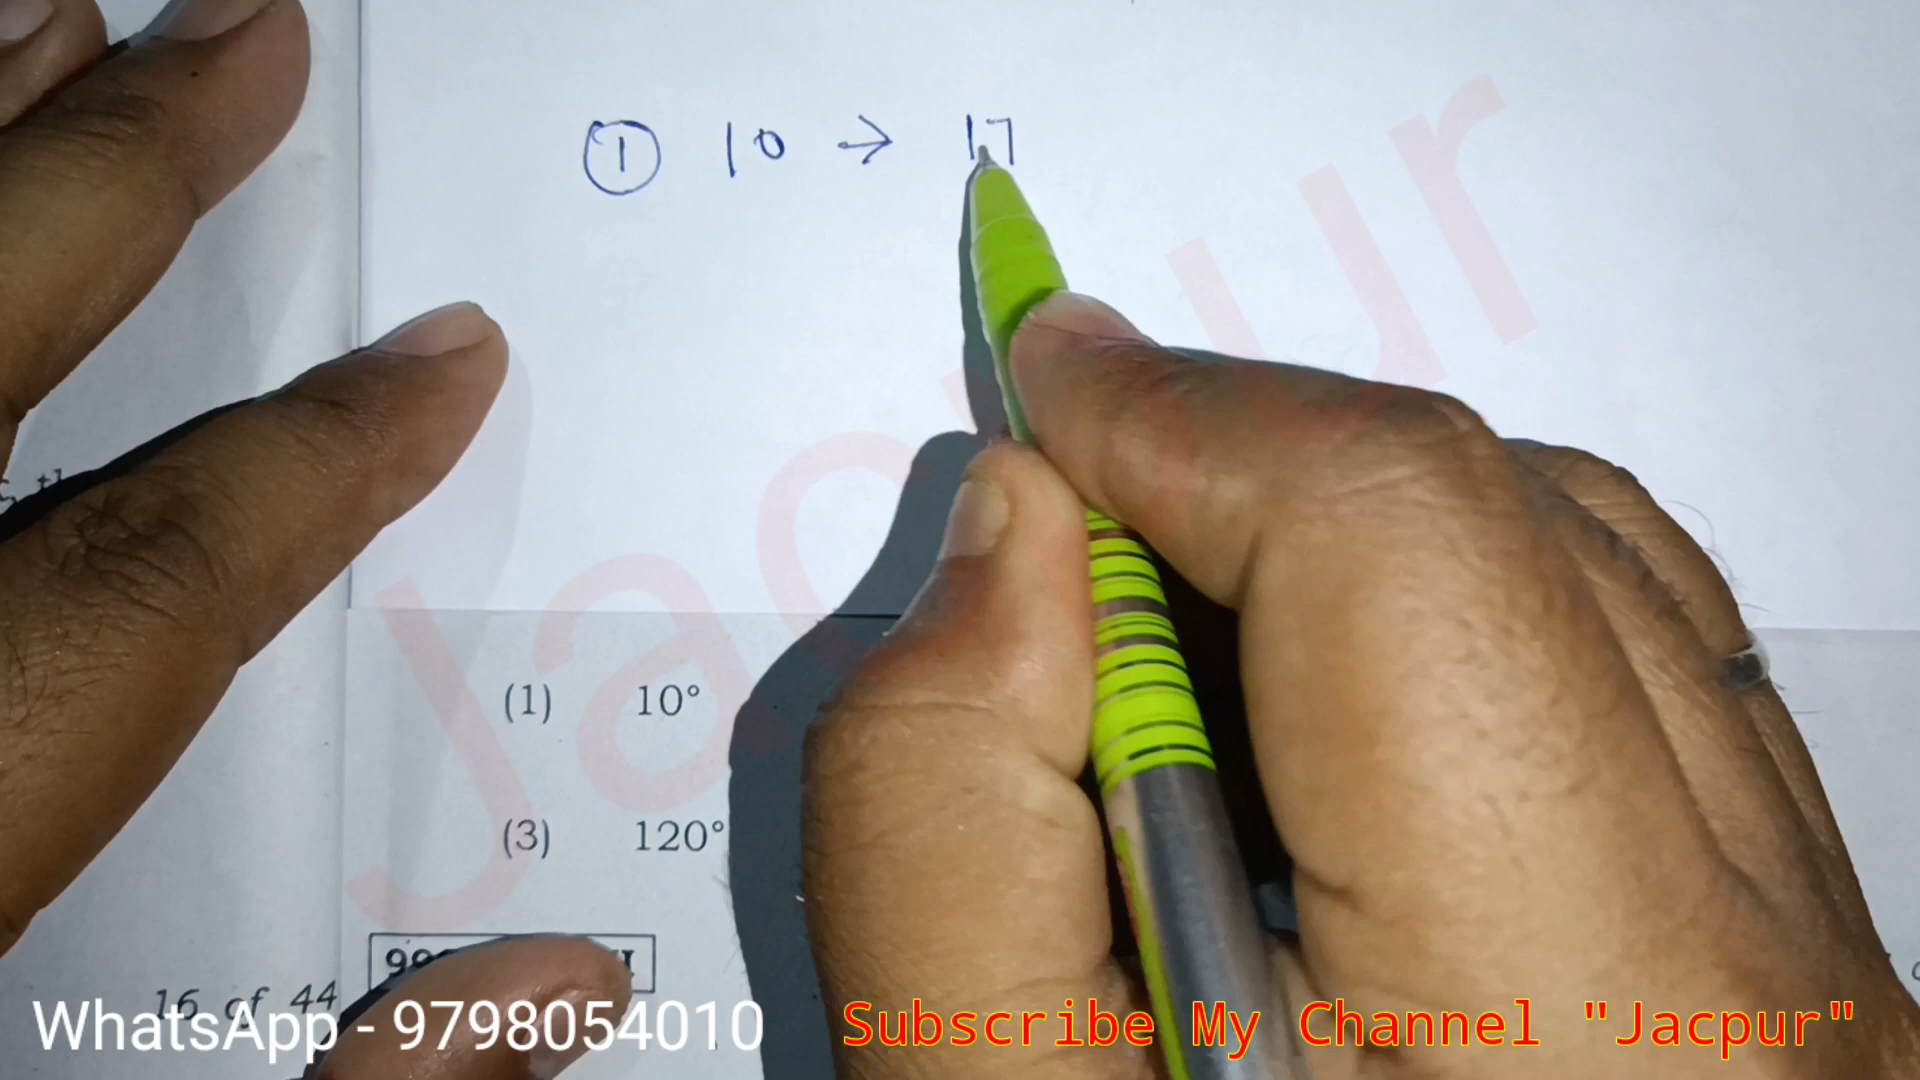 ① 10 → 17
Jacpur
(1) 10°
(3) 120°
16 of 44
WhatsApp - 9798054010
Subscribe My Channel "Jacpur"